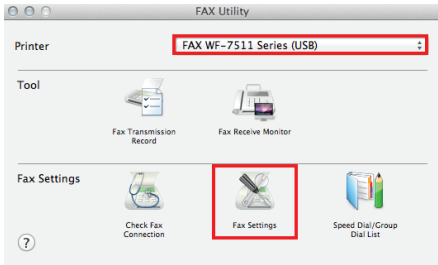 FAX Utility
Printer
FAX WF-7511 Series (USB)
Tool
Fax Transmission
Record
Fax Receive Monitor
Fax Settings
Check Fax
Connection
Fax Settings
Speed Dial/Group
Dial List
?